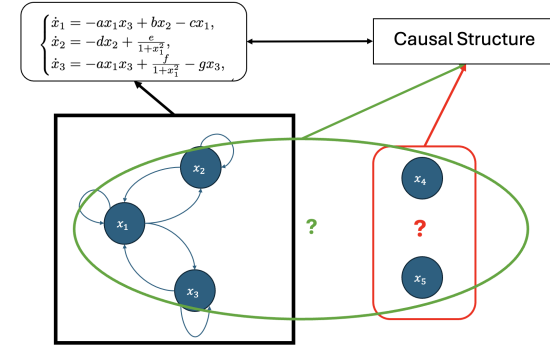 ẋ₁ = −ax₁x₃ + bx₂ − cx₁,
ẋ₂ = −dx₂ + e/(1+x₁²),
ẋ₃ = −ax₁x₃ + f/(1+x₁²) − gx₃,
Causal Structure
x₂
x₄
x₁
?
?
x₃
x₅